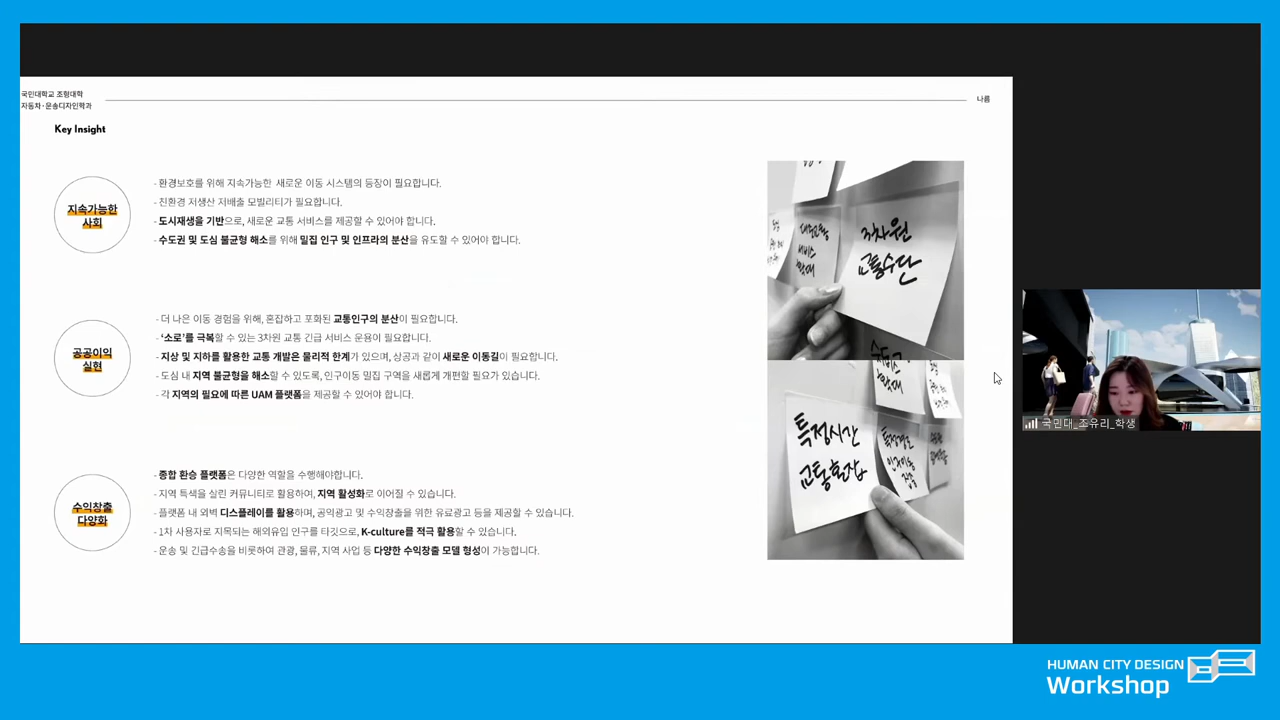 국민대학교 조형대학
자동차·운송디자인학과
나름
Key Insight
지속가능한
사회
- 환경보호를 위해 지속가능한 새로운 이동 시스템의 등장이 필요합니다.
- 친환경 저생산 저배출 모빌리티가 필요합니다.
- 도시재생을 기반으로, 새로운 교통 서비스를 제공할 수 있어야 합니다.
- 수도권 및 도심 불균형 해소를 위해 밀집 인구 및 인프라의 분산을 유도할 수 있어야 합니다.
공공이익
실현
- 더 나은 이동 경험을 위해, 혼잡하고 포화된 교통인구의 분산이 필요합니다.
- ‘소로’를 극복할 수 있는 3차원 교통 긴급 서비스 운용이 필요합니다.
- 지상 및 지하를 활용한 교통 개발은 물리적 한계가 있으며, 상공과 같이 새로운 이동길이 필요합니다.
- 도심 내 지역 불균형을 해소할 수 있도록, 인구이동 밀집 구역을 새롭게 개편할 필요가 있습니다.
- 각 지역의 필요에 따른 UAM 플랫폼을 제공할 수 있어야 합니다.
수익창출
다양화
- 종합 환승 플랫폼은 다양한 역할을 수행해야합니다.
- 지역 특색을 실린 커뮤니티로 활용하여, 지역 활성화로 이어질 수 있습니다.
- 플랫폼 내 외벽 디스플레이를 활용하며, 공익광고 및 수익창출을 위한 유료광고 등을 제공할 수 있습니다.
- 1차 사용자로 지목되는 해외유입 인구를 타깃으로, K-culture를 적극 활용할 수 있습니다.
- 운송 및 긴급수송을 비롯하여 관광, 물류, 지역 사업 등 다양한 수익창출 모델 형성이 가능합니다.
3차원
교통수단
특정시간
교통혼잡
국민대_조유리_학생
HUMAN CITY DESIGN
Workshop